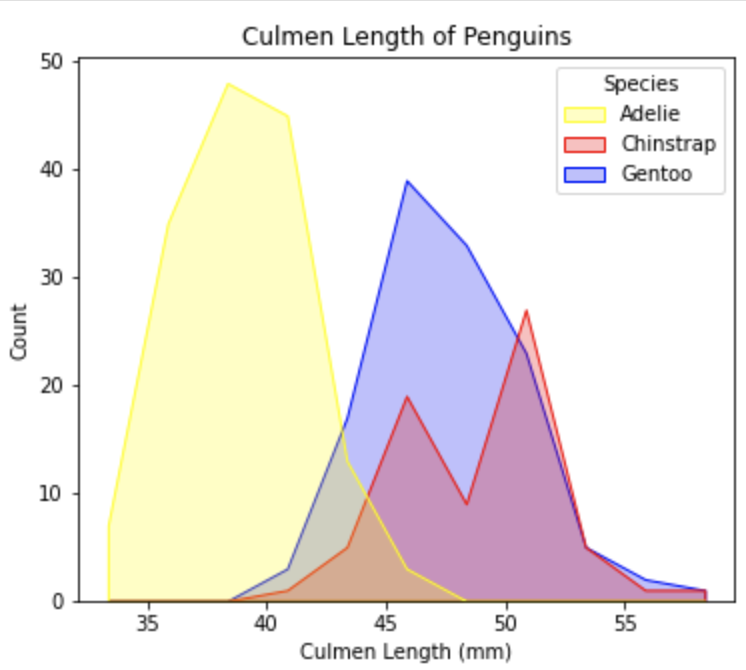 Culmen Length of Penguins
50
40
30
20
10
0
Count
Species
Adelie
Chinstrap
Gentoo
35 40 45 50 55
Culmen Length (mm)